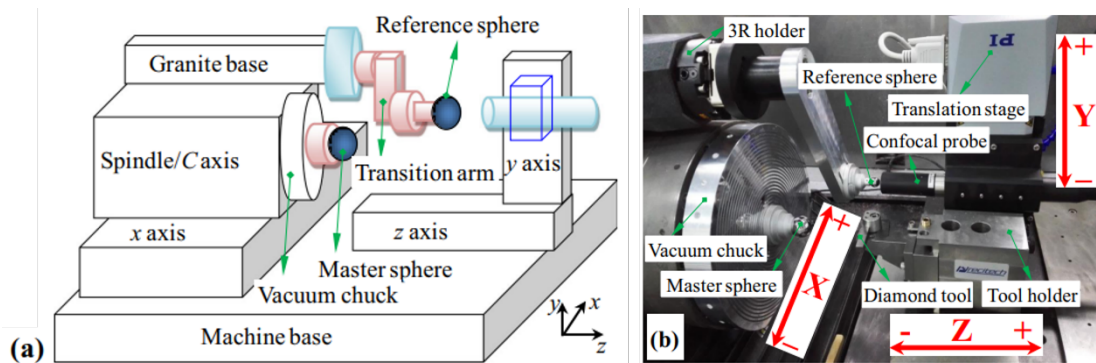 Reference sphere
Granite base
Spindle/C axis
Transition arm
y axis
x axis
z axis
Master sphere
Vacuum chuck
Machine base
y
x
z
(a)
3R holder
PI
Reference sphere
Translation stage
Confocal probe
+
Y
–
Vacuum chuck
Master sphere
+
X
–
Diamond tool
Precitech
Tool holder
- Z +
(b)